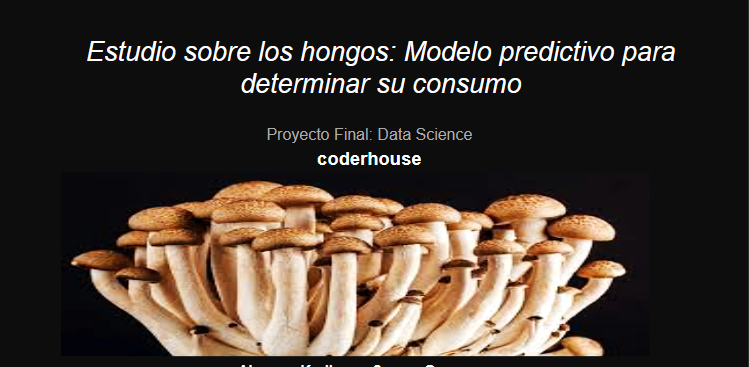 Estudio sobre los hongos: Modelo predictivo para
determinar su consumo
Proyecto Final: Data Science
coderhouse